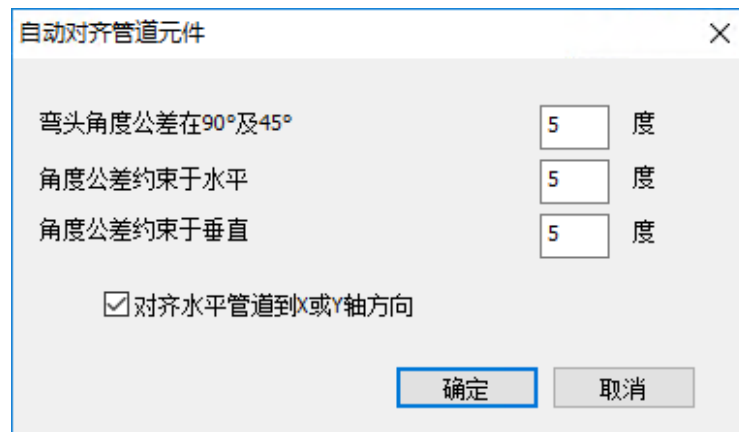 自动对齐管道元件
弯头角度公差在90°及45° 5 度
角度公差约束于水平 5 度
角度公差约束于垂直 5 度
对齐水平管道到X或Y轴方向
确定 取消